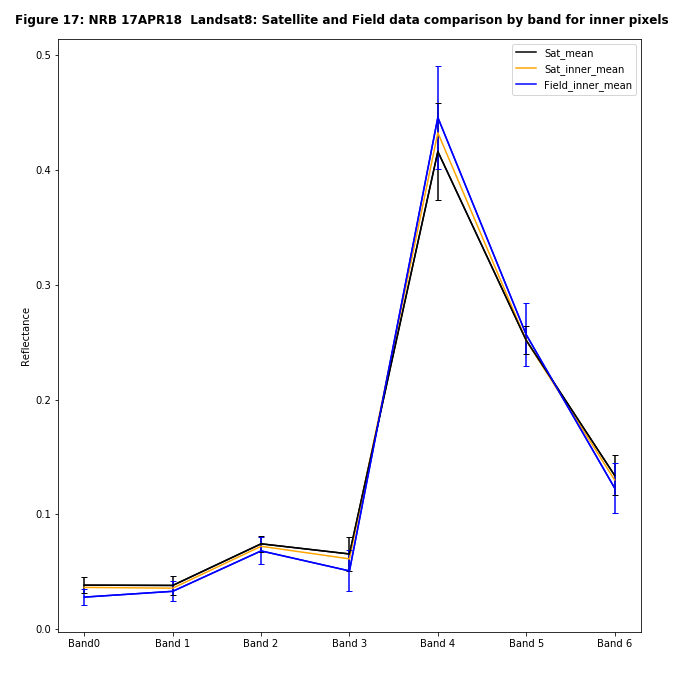 Figure 17: NRB 17APR18  Landsat8: Satellite and Field data comparison by band for inner pixels
Sat_mean
Sat_inner_mean
Field_inner_mean
Reflectance
0.5
0.4
0.3
0.2
0.1
0.0
Band0 Band 1 Band 2 Band 3 Band 4 Band 5 Band 6